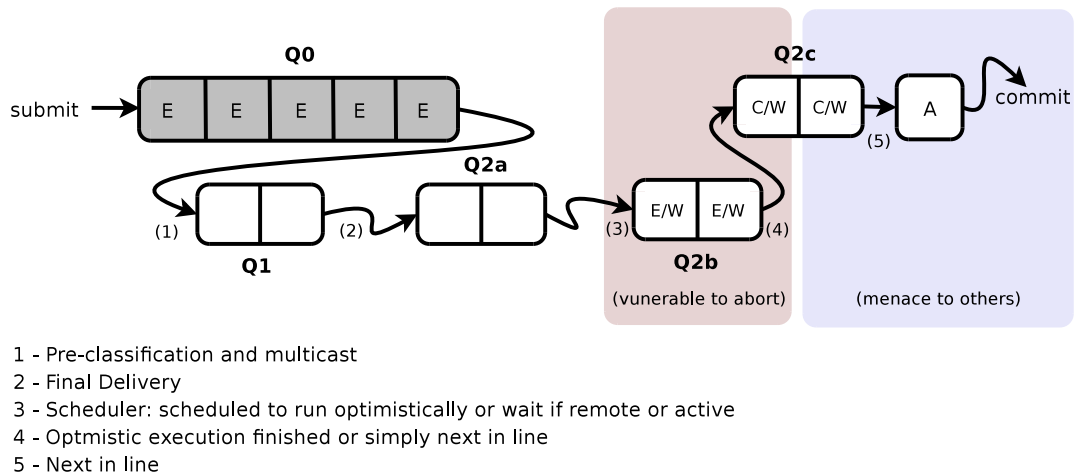 Q0
submit
E E E E E
Q2c
C/W C/W
A
commit
(5)
Q2a
(1)
(2)
Q1
(3)
E/W E/W
(4)
Q2b
(vunerable to abort)
(menace to others)
1 - Pre-classification and multicast
2 - Final Delivery
3 - Scheduler: scheduled to run optimistically or wait if remote or active
4 - Optmistic execution finished or simply next in line
5 - Next in line